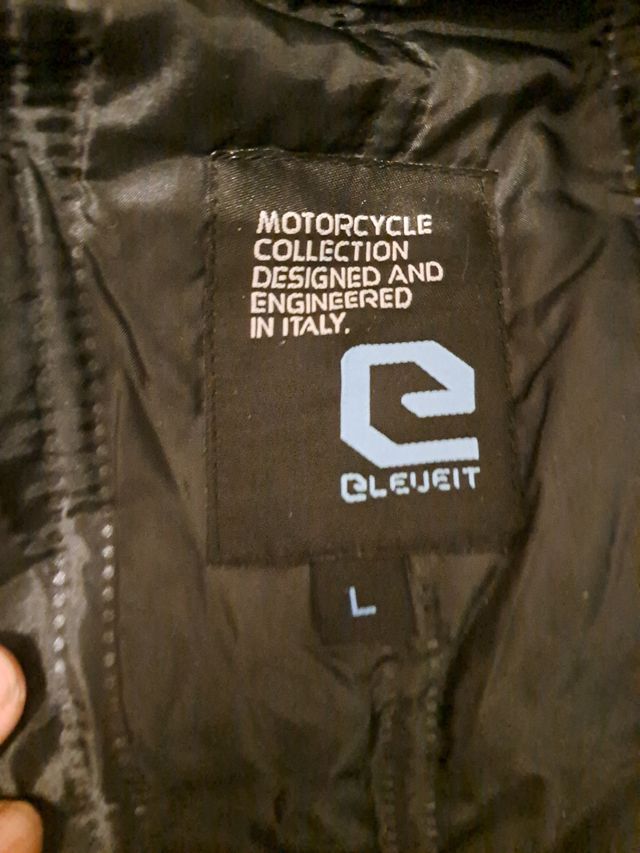 MOTORCYCLE
COLLECTION
DESIGNED AND
ENGINEERED
IN ITALY.
e
eLEVEIT
L